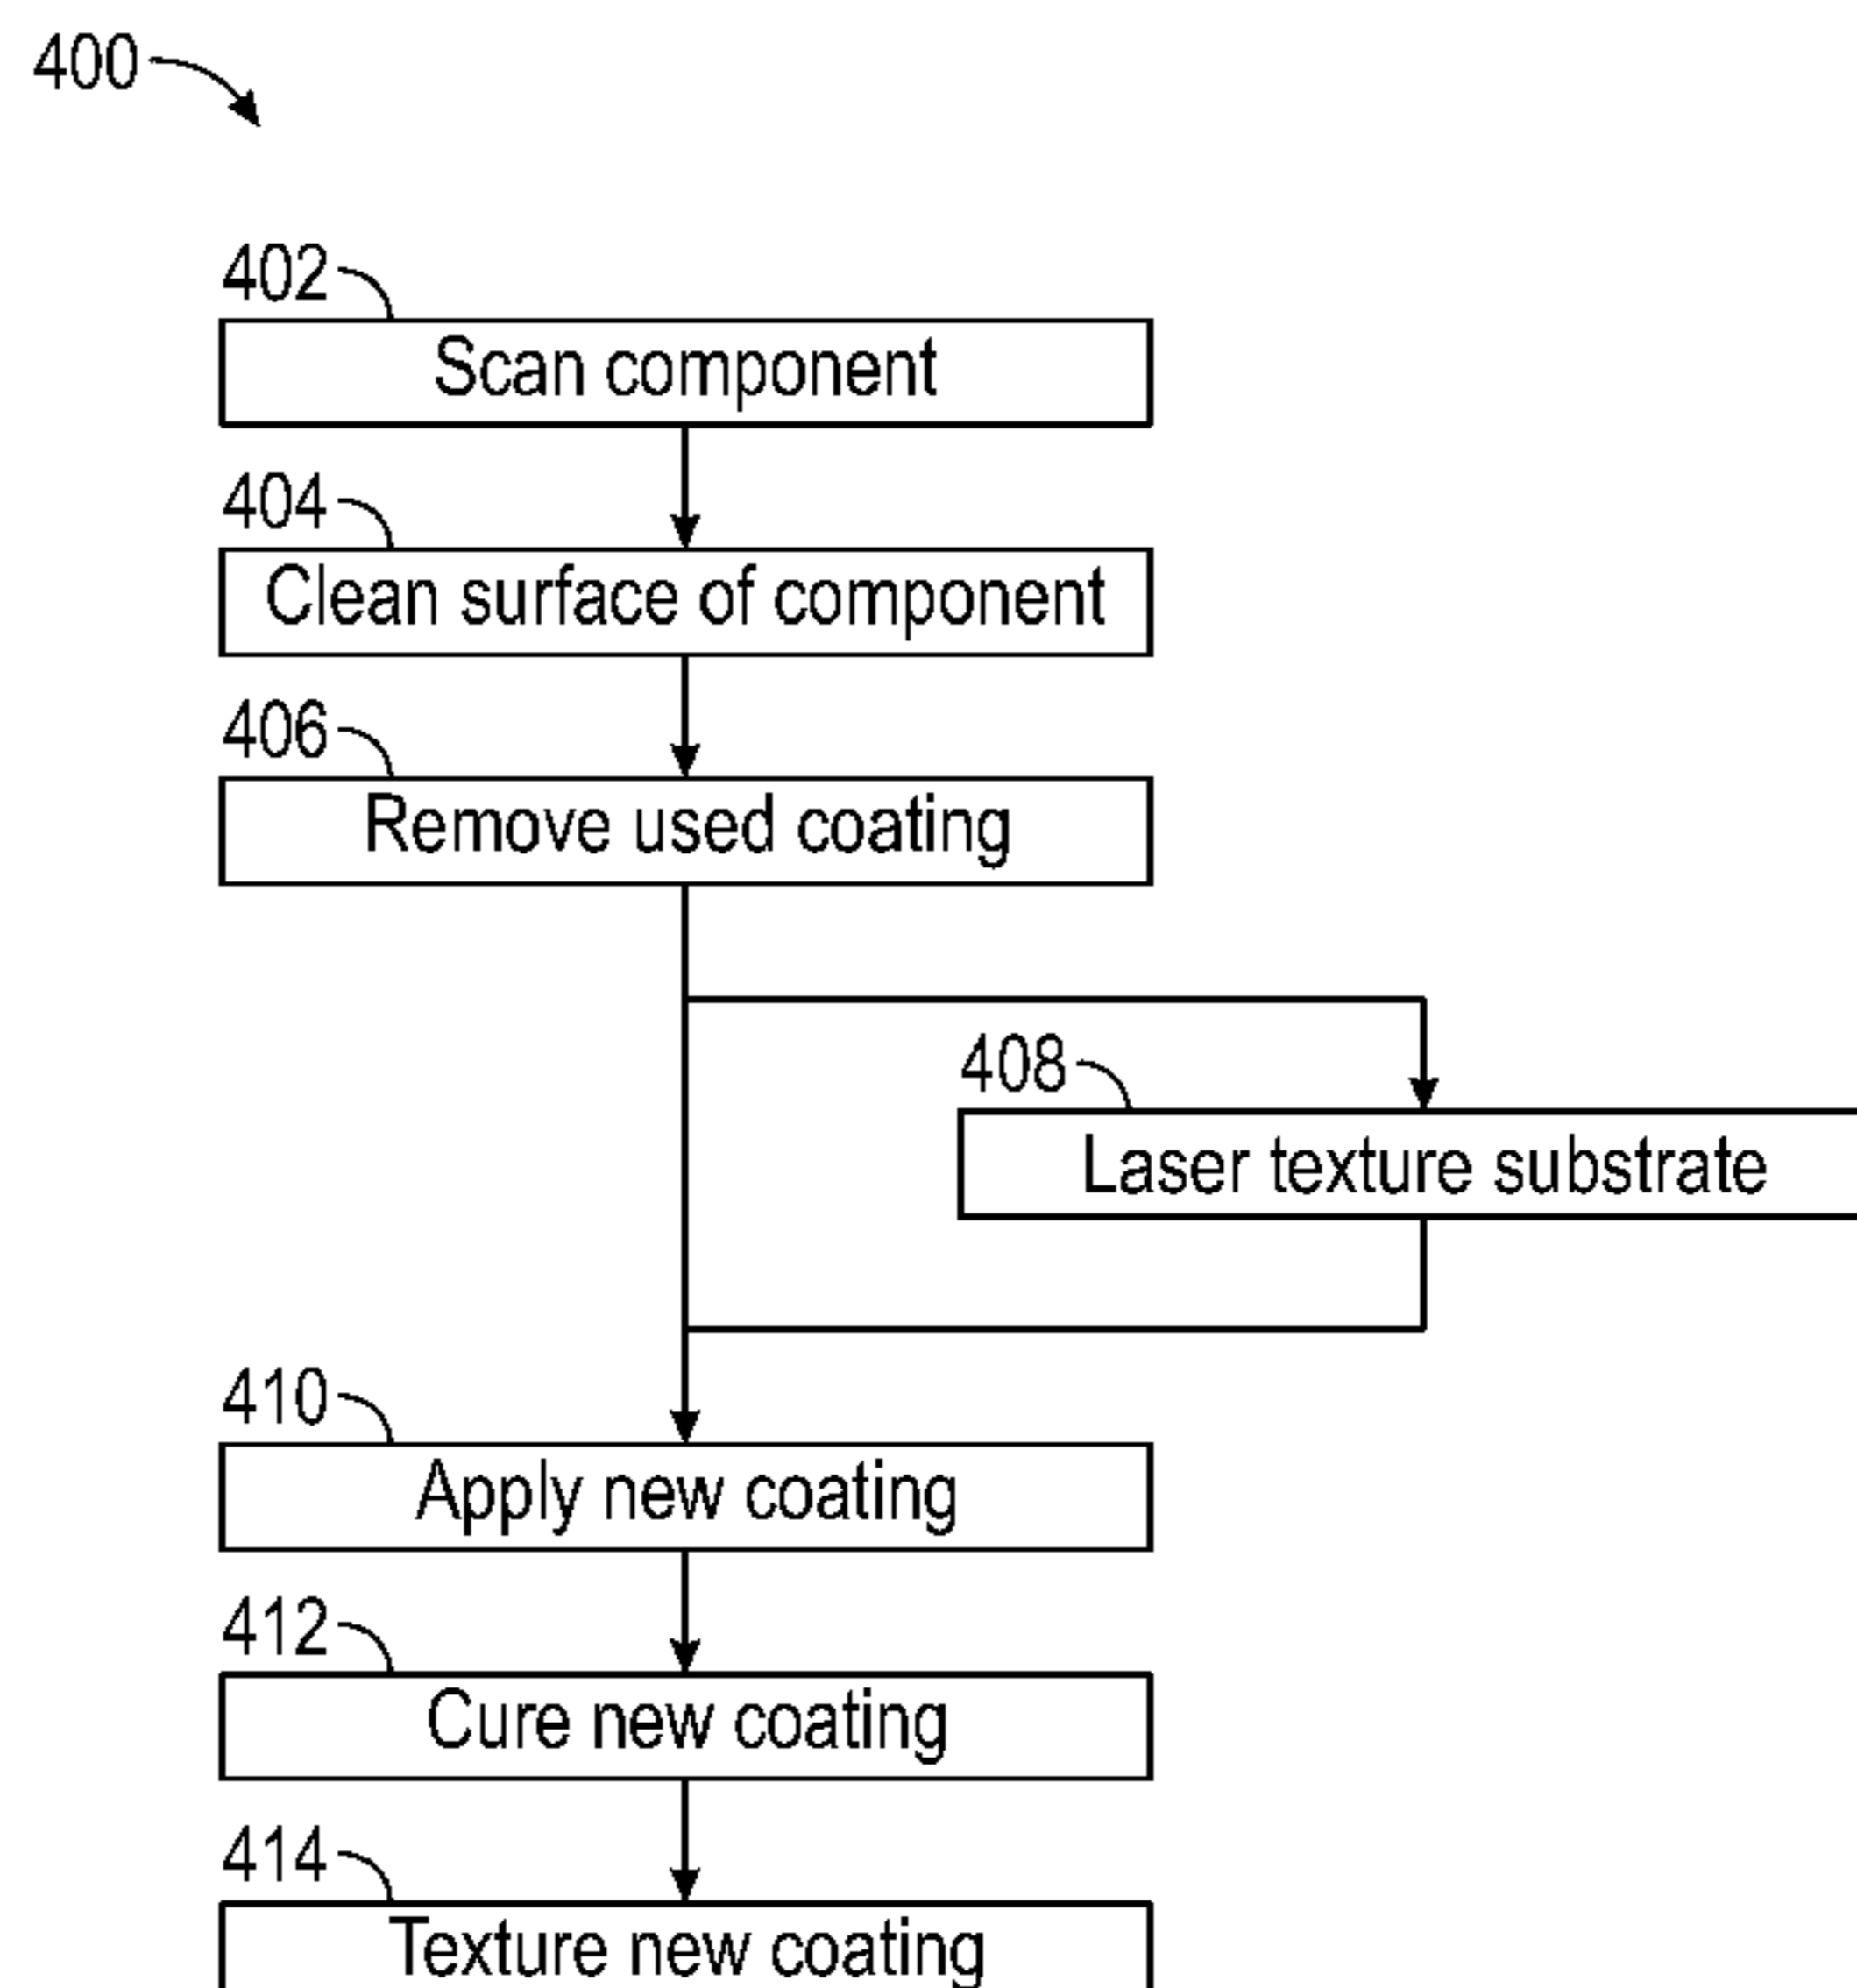 400
402
Scan component
404
Clean surface of component
406
Remove used coating
408
Laser texture substrate
410
Apply new coating
412
Cure new coating
414
Texture new coating